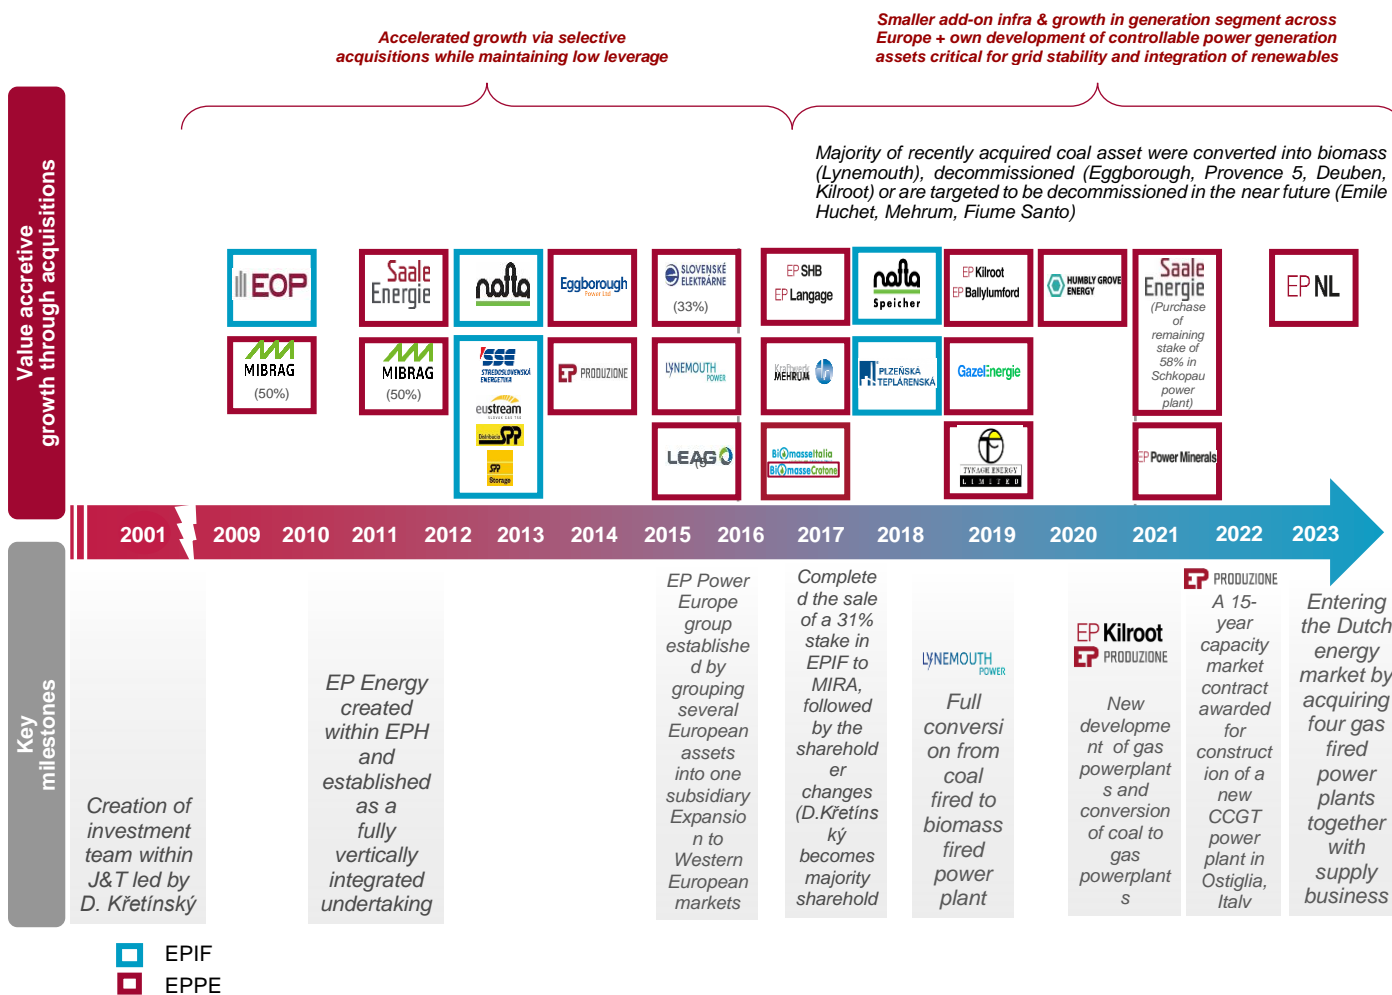 Accelerated growth via selective
acquisitions while maintaining low leverage
Smaller add-on infra & growth in generation segment across
Europe + own development of controllable power generation
assets critical for grid stability and integration of renewables
Value accretive
growth through acquisitions
Majority of recently acquired coal asset were converted into biomass
(Lynemouth), decommissioned (Eggborough, Provence 5, Deuben,
Kilroot) or are targeted to be decommissioned in the near future (Emile
Huchet, Mehrum, Fiume Santo)
EOP
MIBRAG
(50%)
Saale
Energie
MIBRAG
(50%)
nafta
SSE
STREDOSLOVENSKÁ
ENERGETIKA
eustream
SLOVAK GAS TSO
Distribúcia SPP
SPP
Storage
Eggborough
Power Ltd
EP PRODUZIONE
SLOVENSKÉ
ELEKTRÁRNE
(33%)
LYNEMOUTH
POWER
LEAG
EP SHB
EP Langage
Kraftwerk
MEHRUM
BiomasseItalia
BiomasseCrotone
nafta
Speicher
PLZEŇSKÁ
TEPLÁRENSKÁ
EP Kilroot
EP Ballylumford
GazelEnergie
TYNAGH ENERGY
LIMITED
HUMBLY GROVE
ENERGY
Saale
Energie
(Purchase
of
remaining
stake of
58% in
Schkopau
power
plant)
EP Power Minerals
EP NL
2001 2009 2010 2011 2012 2013 2014 2015 2016 2017 2018 2019 2020 2021 2022 2023
Key
milestones
Creation of
investment
team within
J&T led by
D. Křetínský
EP Energy
created
within EPH
and
established
as a
fully
vertically
integrated
undertaking
EP Power
Europe
group
establishe
d by
grouping
several
European
assets
into one
subsidiary
Expansio
n to
Western
European
markets
Complete
d the sale
of a 31%
stake in
EPIF to
MIRA,
followed
by the
sharehold
er
changes
(D.Křetíns
ký
becomes
majority
sharehold
LYNEMOUTH
POWER
Full
conversi
on from
coal
fired to
biomass
fired
power
plant
EP Kilroot
EP PRODUZIONE
New
developme
nt of gas
powerplant
s and
conversion
of coal to
gas
powerplant
s
EP PRODUZIONE
A 15-
year
capacity
market
contract
awarded
for
construct
ion of a
new
CCGT
power
plant in
Ostiglia,
Italy
Entering
the Dutch
energy
market by
acquiring
four gas
fired
power
plants
together
with
supply
business
EPIF
EPPE